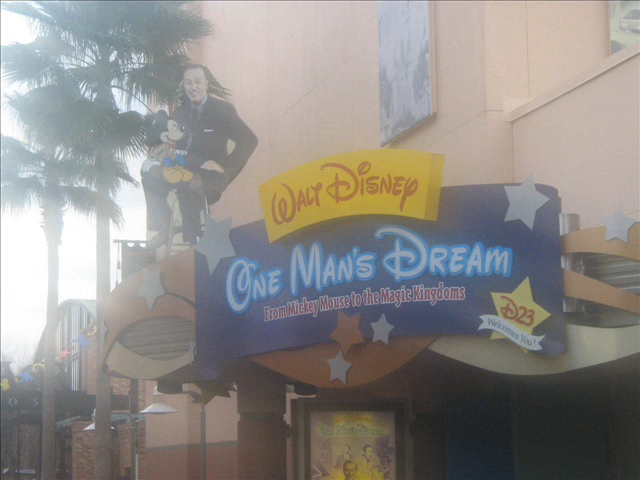 Walt Disney
One Man's Dream
From Mickey Mouse to the Magic Kingdoms
D23
Welcomes You!